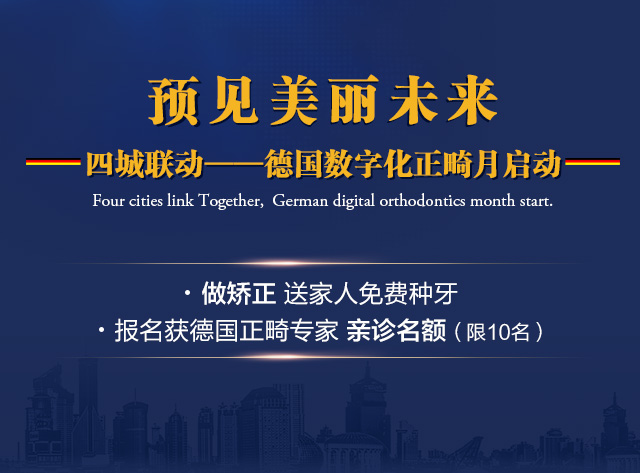 预见美丽未来
四城联动——德国数字化正畸月启动
Four cities link Together, German digital orthodontics month start.
· 做矫正 送家人免费种牙
· 报名获德国正畸专家 亲诊名额（限10名）